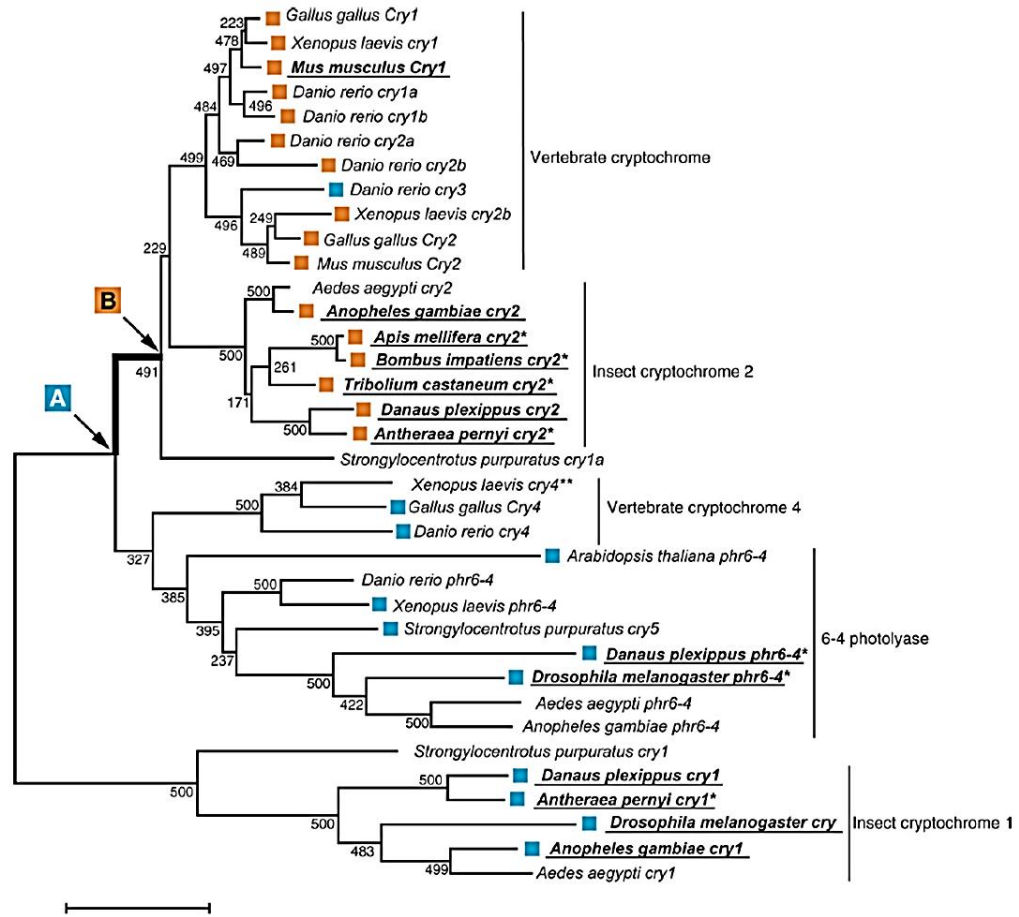 223
Gallus gallus Cry1
478
Xenopus laevis cry1
497
Mus musculus Cry1
Danio rerio cry1a
484
496
Danio rerio cry1b
Danio rerio cry2a
499
469
Danio rerio cry2b
Vertebrate cryptochrome
Danio rerio cry3
496
249
Xenopus laevis cry2b
Gallus gallus Cry2
489
Mus musculus Cry2
229
500
Aedes aegypti cry2
B
Anopheles gambiae cry2
500
Apis mellifera cry2*
500
Bombus impatiens cry2*
491
261
Insect cryptochrome 2
Tribolium castaneum cry2*
A
171
Danaus plexippus cry2
500
Antheraea pernyi cry2*
Strongylocentrotus purpuratus cry1a
384
Xenopus laevis cry4**
500
Gallus gallus Cry4
Vertebrate cryptochrome 4
Danio rerio cry4
327
Arabidopsis thaliana phr6-4
500
Danio rerio phr6-4
385
Xenopus laevis phr6-4
395
Strongylocentrotus purpuratus cry5
6-4 photolyase
237
Danaus plexippus phr6-4*
500
Drosophila melanogaster phr6-4*
422
Aedes aegypti phr6-4
500
Anopheles gambiae phr6-4
Strongylocentrotus purpuratus cry1
500
500
Danaus plexippus cry1
Antheraea pernyi cry1*
500
Drosophila melanogaster cry
Insect cryptochrome 1
483
Anopheles gambiae cry1
499
Aedes aegypti cry1